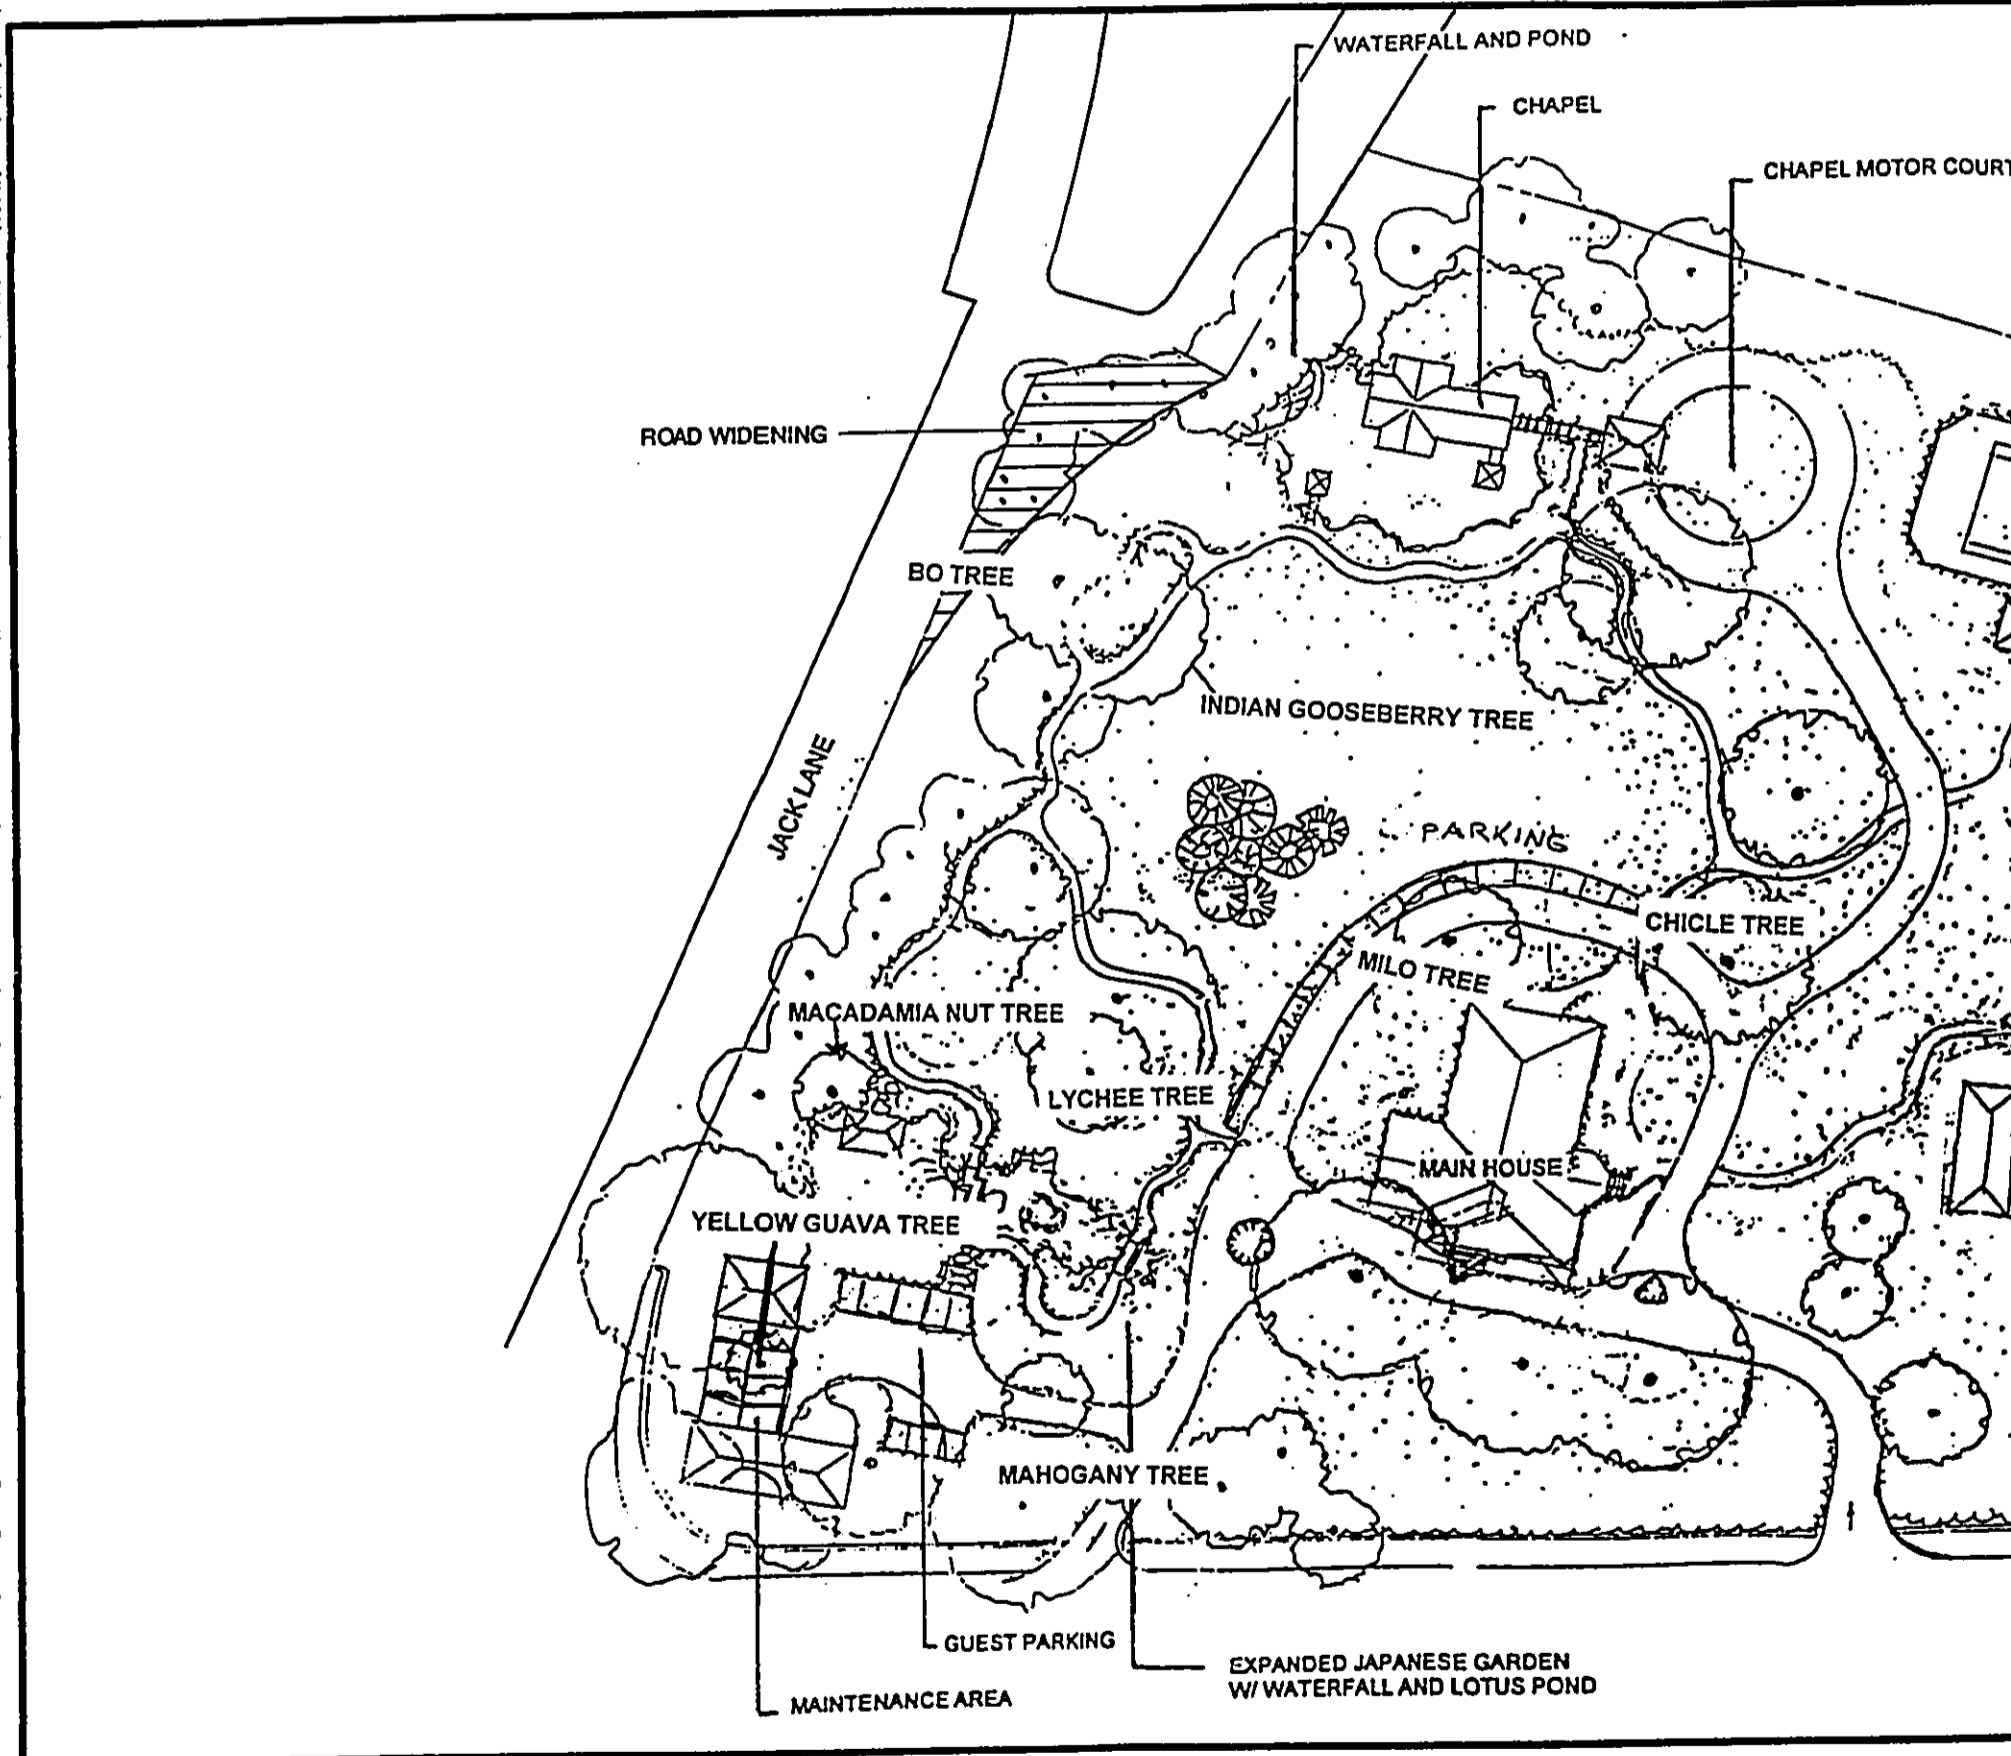 WATERFALL AND POND
CHAPEL
CHAPEL MOTOR COURT
ROAD WIDENING
BO TREE
INDIAN GOOSEBERRY TREE
JACK LANE
PARKING
CHICLE TREE
MILO TREE
MACADAMIA NUT TREE
LYCHEE TREE
MAIN HOUSE
YELLOW GUAVA TREE
MAHOGANY TREE
GUEST PARKING
EXPANDED JAPANESE GARDEN
W/ WATERFALL AND LOTUS POND
MAINTENANCE AREA